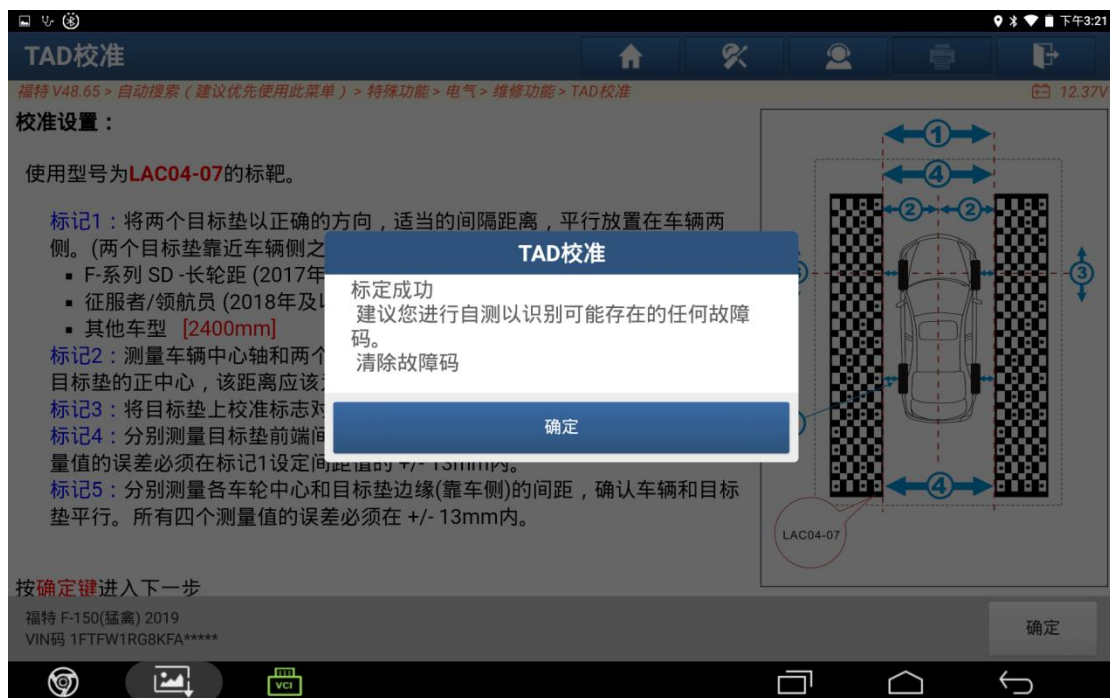 下午3:21
TAD校准
福特 V48.65 > 自动搜索（建议优先使用此菜单）> 特殊功能 > 电气 > 维修功能 > TAD校准
12.37V
校准设置：
使用型号为LAC04-07的标靶。
标记1：将两个目标垫以正确的方向，适当的间隔距离，平行放置在车辆两
侧。(两个目标垫靠近车辆侧之
▪ F-系列 SD -长轮距 (2017年
▪ 征服者/领航员 (2018年及
▪ 其他车型 [2400mm]
标记2：测量车辆中心轴和两个
目标垫的正中心，该距离应该
标记3：将目标垫上校准标志对
标记4：分别测量目标垫前端间
量值的误差必须在标记1设定间距值的 +/- 13mm内。
标记5：分别测量各车轮中心和目标垫边缘(靠车侧)的间距，确认车辆和目标
垫平行。所有四个测量值的误差必须在 +/- 13mm内。
按确定键进入下一步
TAD校准
标定成功
建议您进行自测以识别可能存在的任何故障
码。
清除故障码
确定
1
4
2
2
3
4
LAC04-07
福特 F-150(猛禽) 2019
VIN码 1FTFW1RG8KFA*****
确定
VCI